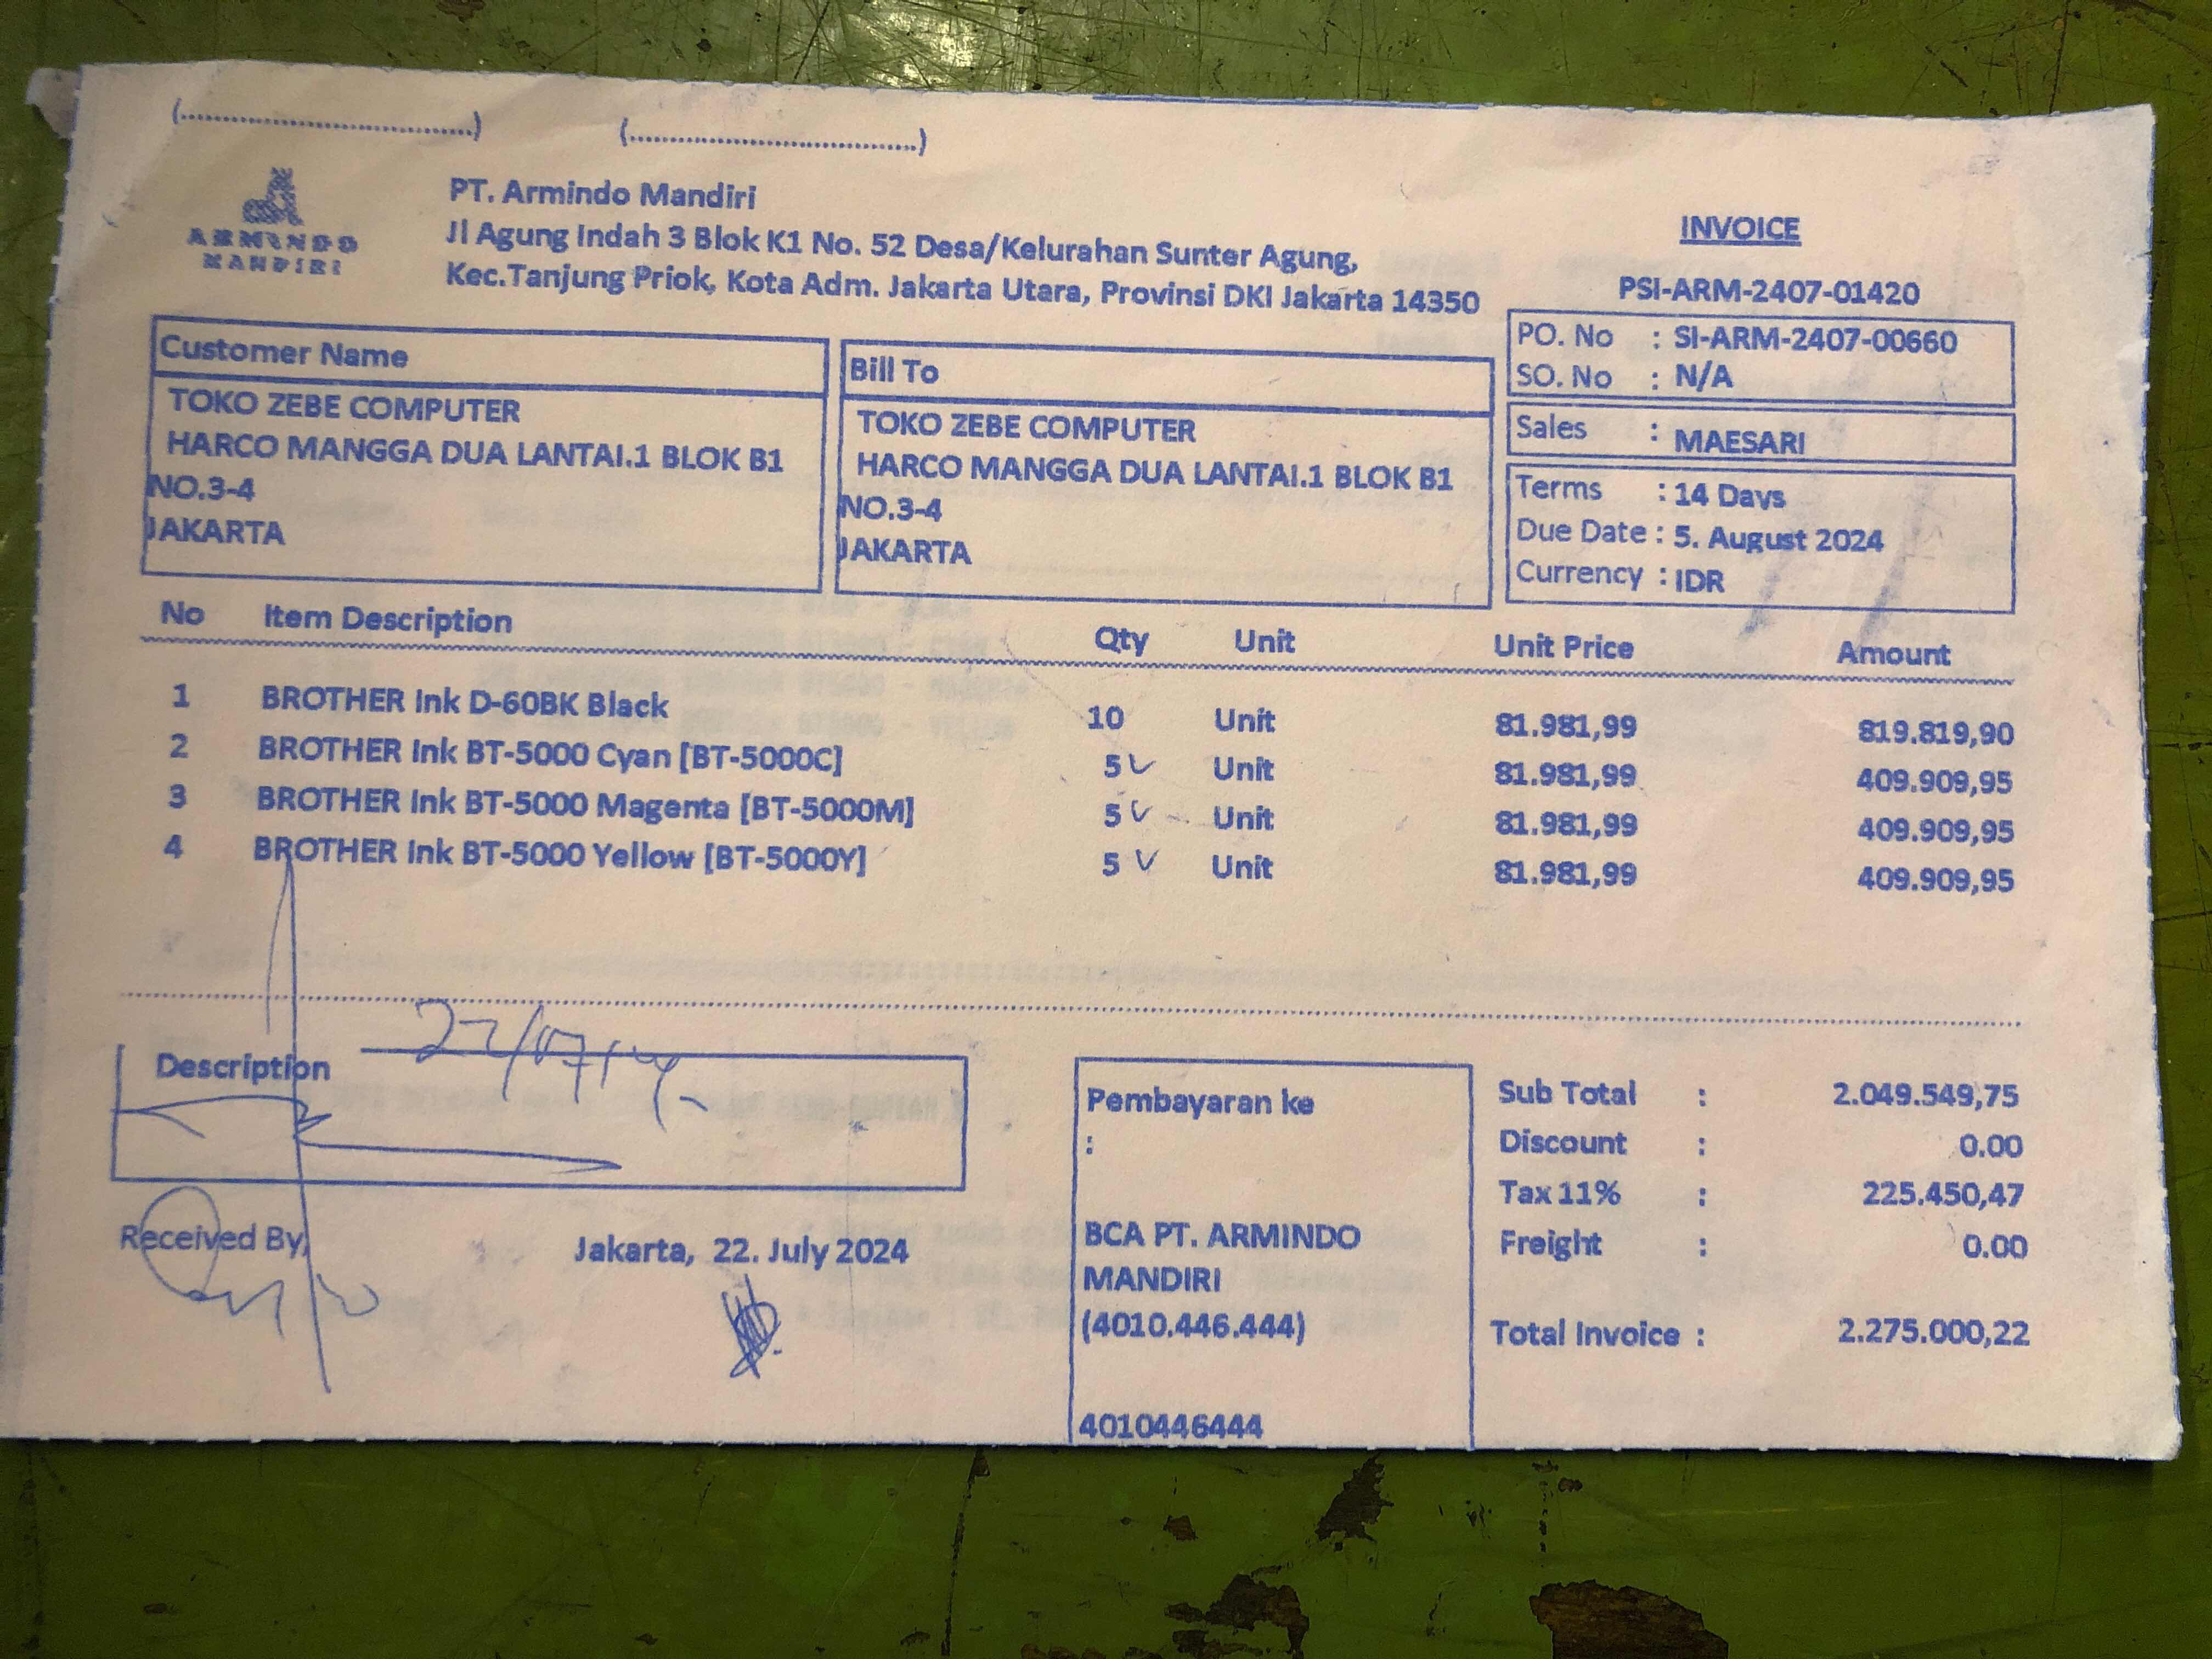 (................................)
(................................)
ARMINDO
MANDIRI
PT. Armindo Mandiri
Jl Agung Indah 3 Blok K1 No. 52 Desa/Kelurahan Sunter Agung,
Kec.Tanjung Priok, Kota Adm. Jakarta Utara, Provinsi DKI Jakarta 14350
INVOICE
PSI-ARM-2407-01420
PO. No : SI-ARM-2407-00660
SO. No : N/A
Sales : MAESARI
Terms : 14 Days
Due Date : 5. August 2024
Currency : IDR
Customer Name
TOKO ZEBE COMPUTER
HARCO MANGGA DUA LANTAI.1 BLOK B1
NO.3-4
JAKARTA
Bill To
TOKO ZEBE COMPUTER
HARCO MANGGA DUA LANTAI.1 BLOK B1
NO.3-4
JAKARTA
No Item Description Qty Unit Unit Price Amount
1 BROTHER Ink D-60BK Black 10 Unit 81.981,99 819.819,90
2 BROTHER Ink BT-5000 Cyan [BT-5000C] 5 Unit 81.981,99 409.909,95
3 BROTHER Ink BT-5000 Magenta [BT-5000M] 5 Unit 81.981,99 409.909,95
4 BROTHER Ink BT-5000 Yellow [BT-5000Y] 5 Unit 81.981,99 409.909,95
Description
Received By,
Jakarta, 22. July 2024
Pembayaran ke
:
BCA PT. ARMINDO
MANDIRI
(4010.446.444)
4010446444
Sub Total : 2.049.549,75
Discount : 0.00
Tax 11% : 225.450,47
Freight : 0.00
Total Invoice : 2.275.000,22